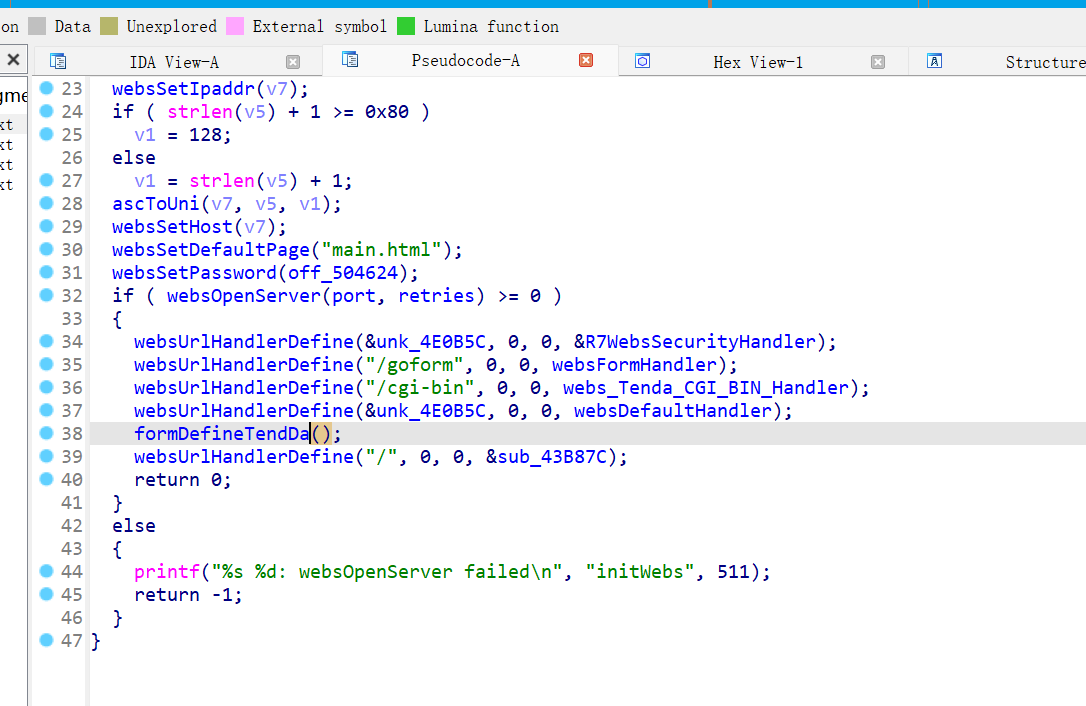 on Data Unexplored External symbol Lumina function
IDA View-A Pseudocode-A Hex View-1 Structure
gme
xt
xt
xt
xt
23 websSetIpaddr(v7);
24 if ( strlen(v5) + 1 >= 0x80 )
25 v1 = 128;
26 else
27 v1 = strlen(v5) + 1;
28 ascToUni(v7, v5, v1);
29 websSetHost(v7);
30 websSetDefaultPage("main.html");
31 websSetPassword(off_504624);
32 if ( websOpenServer(port, retries) >= 0 )
33 {
34 websUrlHandlerDefine(&unk_4E0B5C, 0, 0, &R7WebsSecurityHandler);
35 websUrlHandlerDefine("/goform", 0, 0, websFormHandler);
36 websUrlHandlerDefine("/cgi-bin", 0, 0, webs_Tenda_CGI_BIN_Handler);
37 websUrlHandlerDefine(&unk_4E0B5C, 0, 0, websDefaultHandler);
38 formDefineTendDa();
39 websUrlHandlerDefine("/", 0, 0, &sub_43B87C);
40 return 0;
41 }
42 else
43 {
44 printf("%s %d: websOpenServer failed\n", "initWebs", 511);
45 return -1;
46 }
47 }